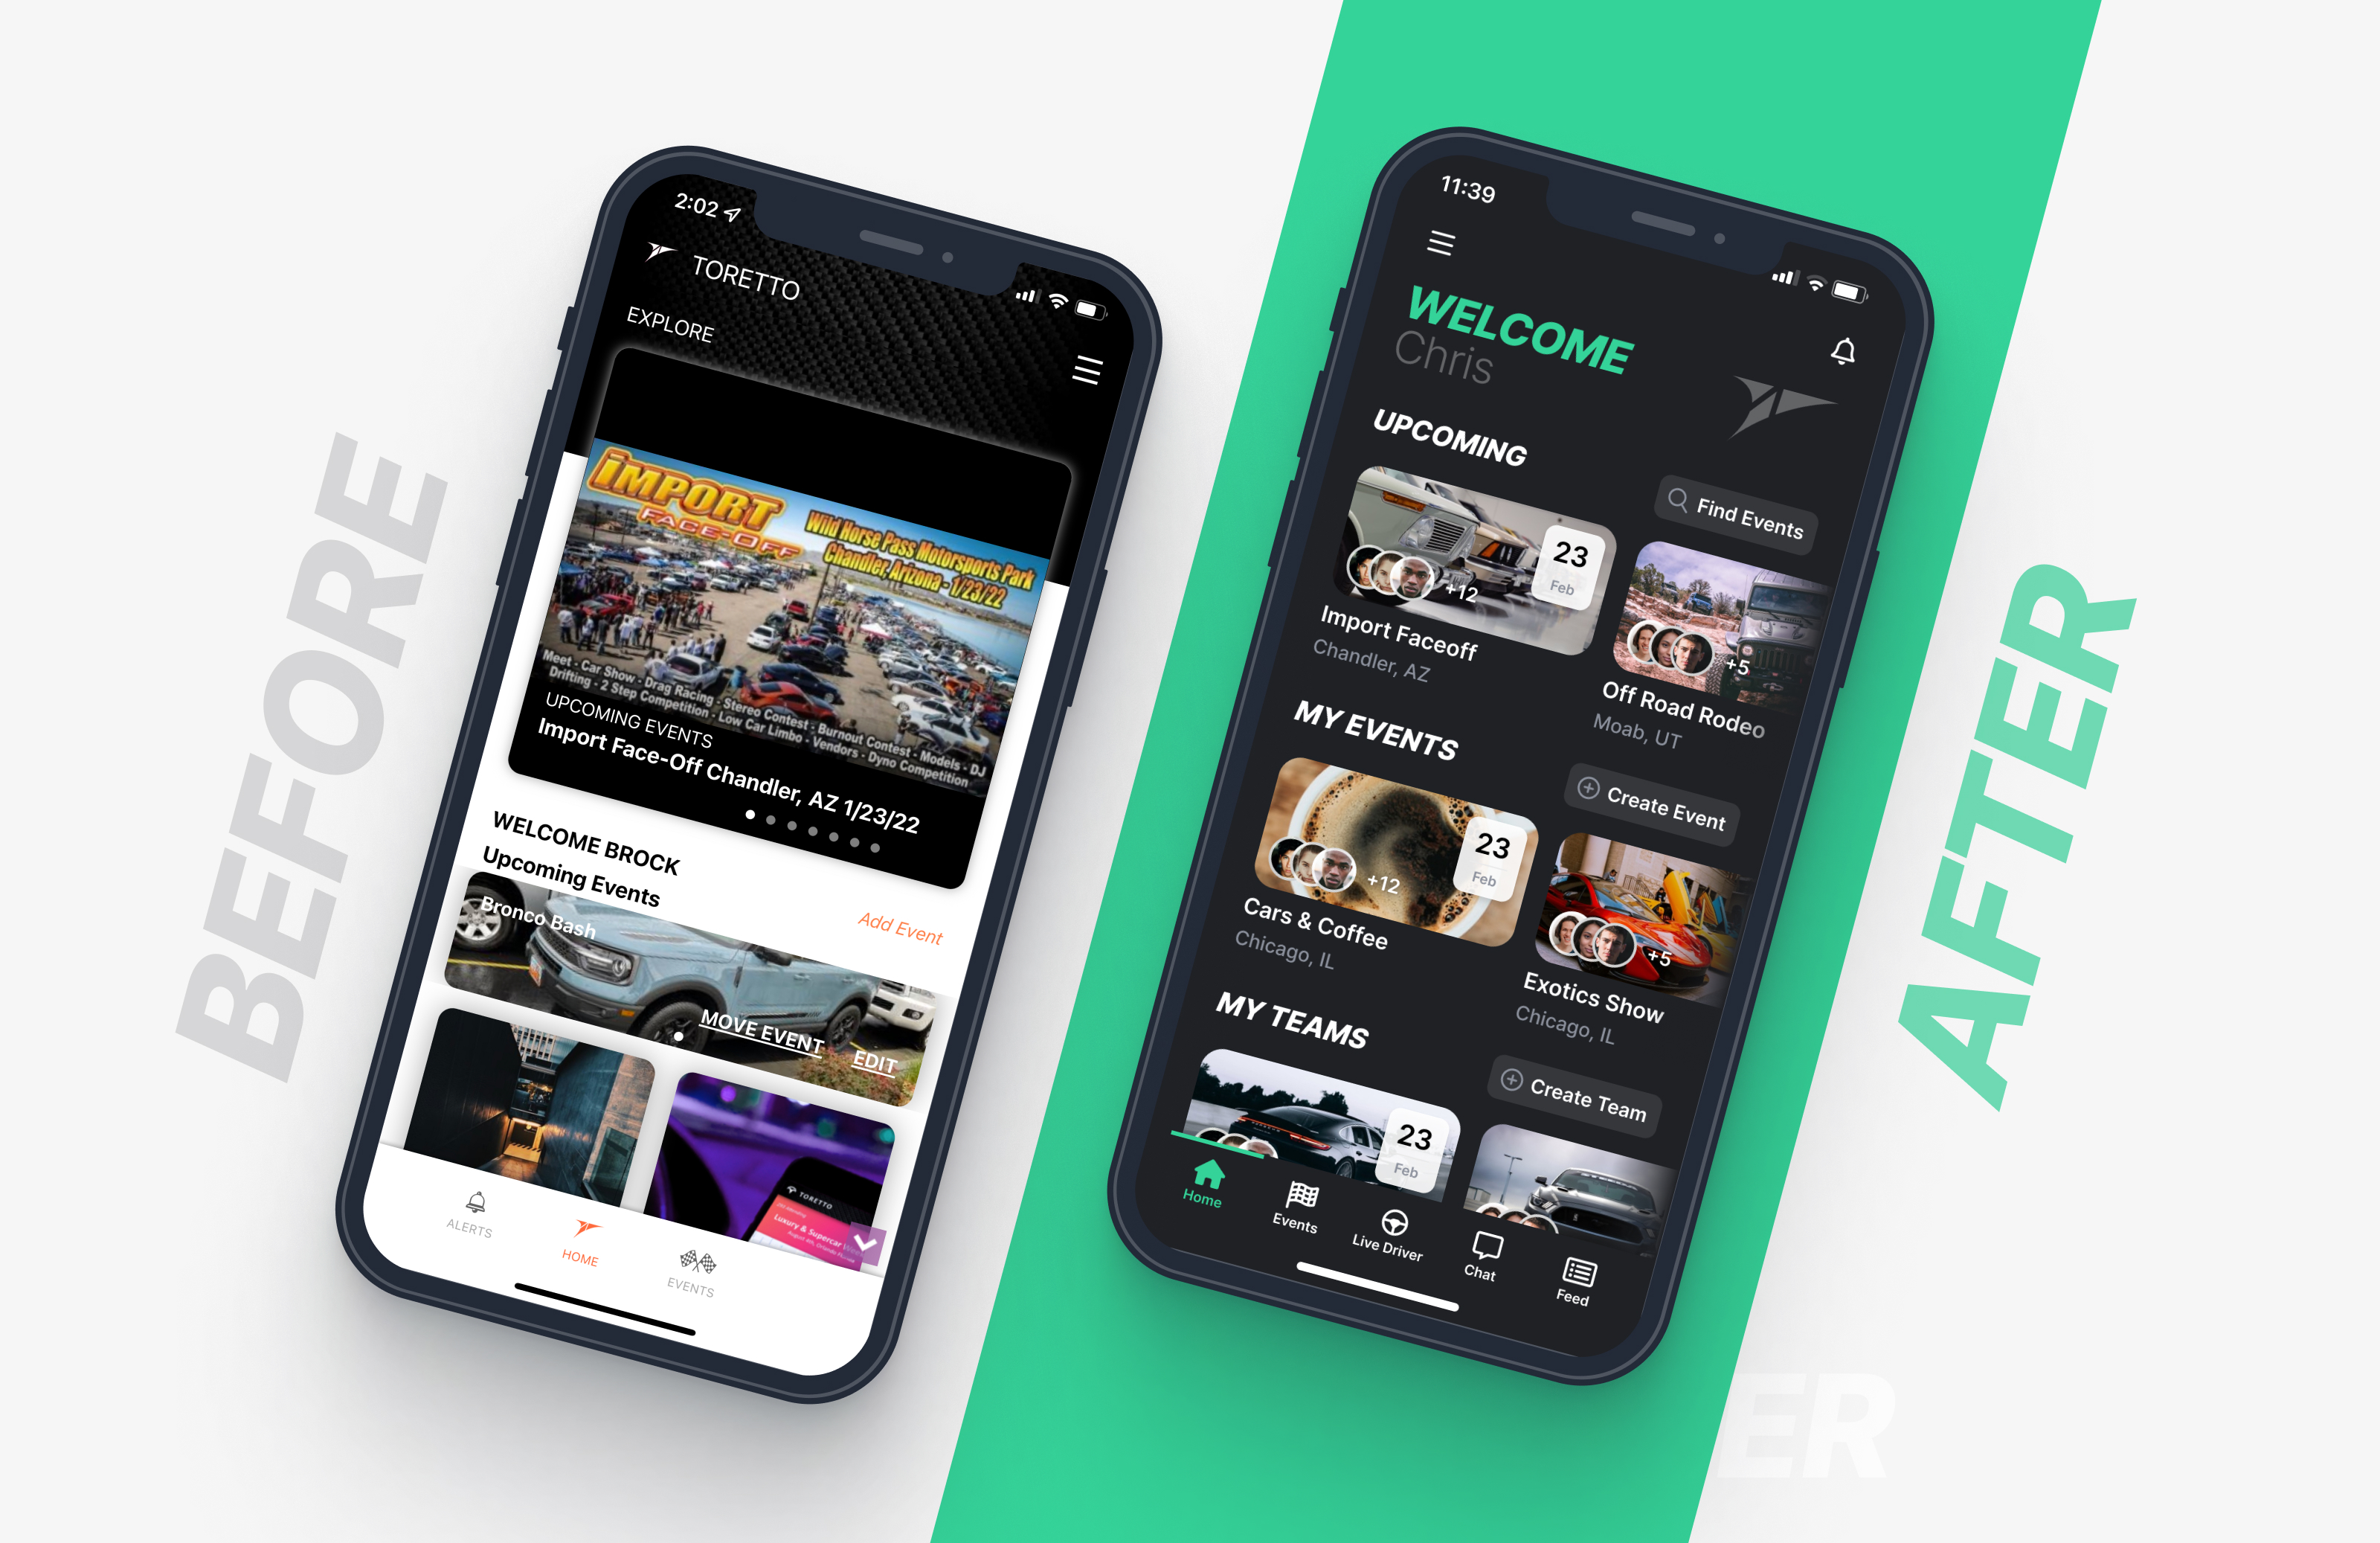 BEFORE
2:02
TORETTO
EXPLORE
IMPORT
FACE-OFF
Wild Horse Pass Motorsports Park
Chandler, Arizona - 1/23/22
Meet - Car Show - Drag Racing - Stereo Contest - Burnout Contest - Models - DJ
Drifting - 2 Step Competition - Low Car Limbo - Vendors - Dyno Competition
UPCOMING EVENTS
Import Face-Off Chandler, AZ 1/23/22
WELCOME BROCK
Upcoming Events
Add Event
Bronco Bash
MOVE EVENT
EDIT
TORETTO
Luxury & Supercar
ALERTS
HOME
EVENTS
11:39
WELCOME
Chris
UPCOMING
Find Events
23
Feb
+12
Import Faceoff
Chandler, AZ
+5
Off Road Rodeo
Moab, UT
MY EVENTS
Create Event
23
Feb
+12
Cars & Coffee
Chicago, IL
+5
Exotics Show
Chicago, IL
MY TEAMS
Create Team
23
Feb
Home
Events
Live Driver
Chat
Feed
AFTER
ER